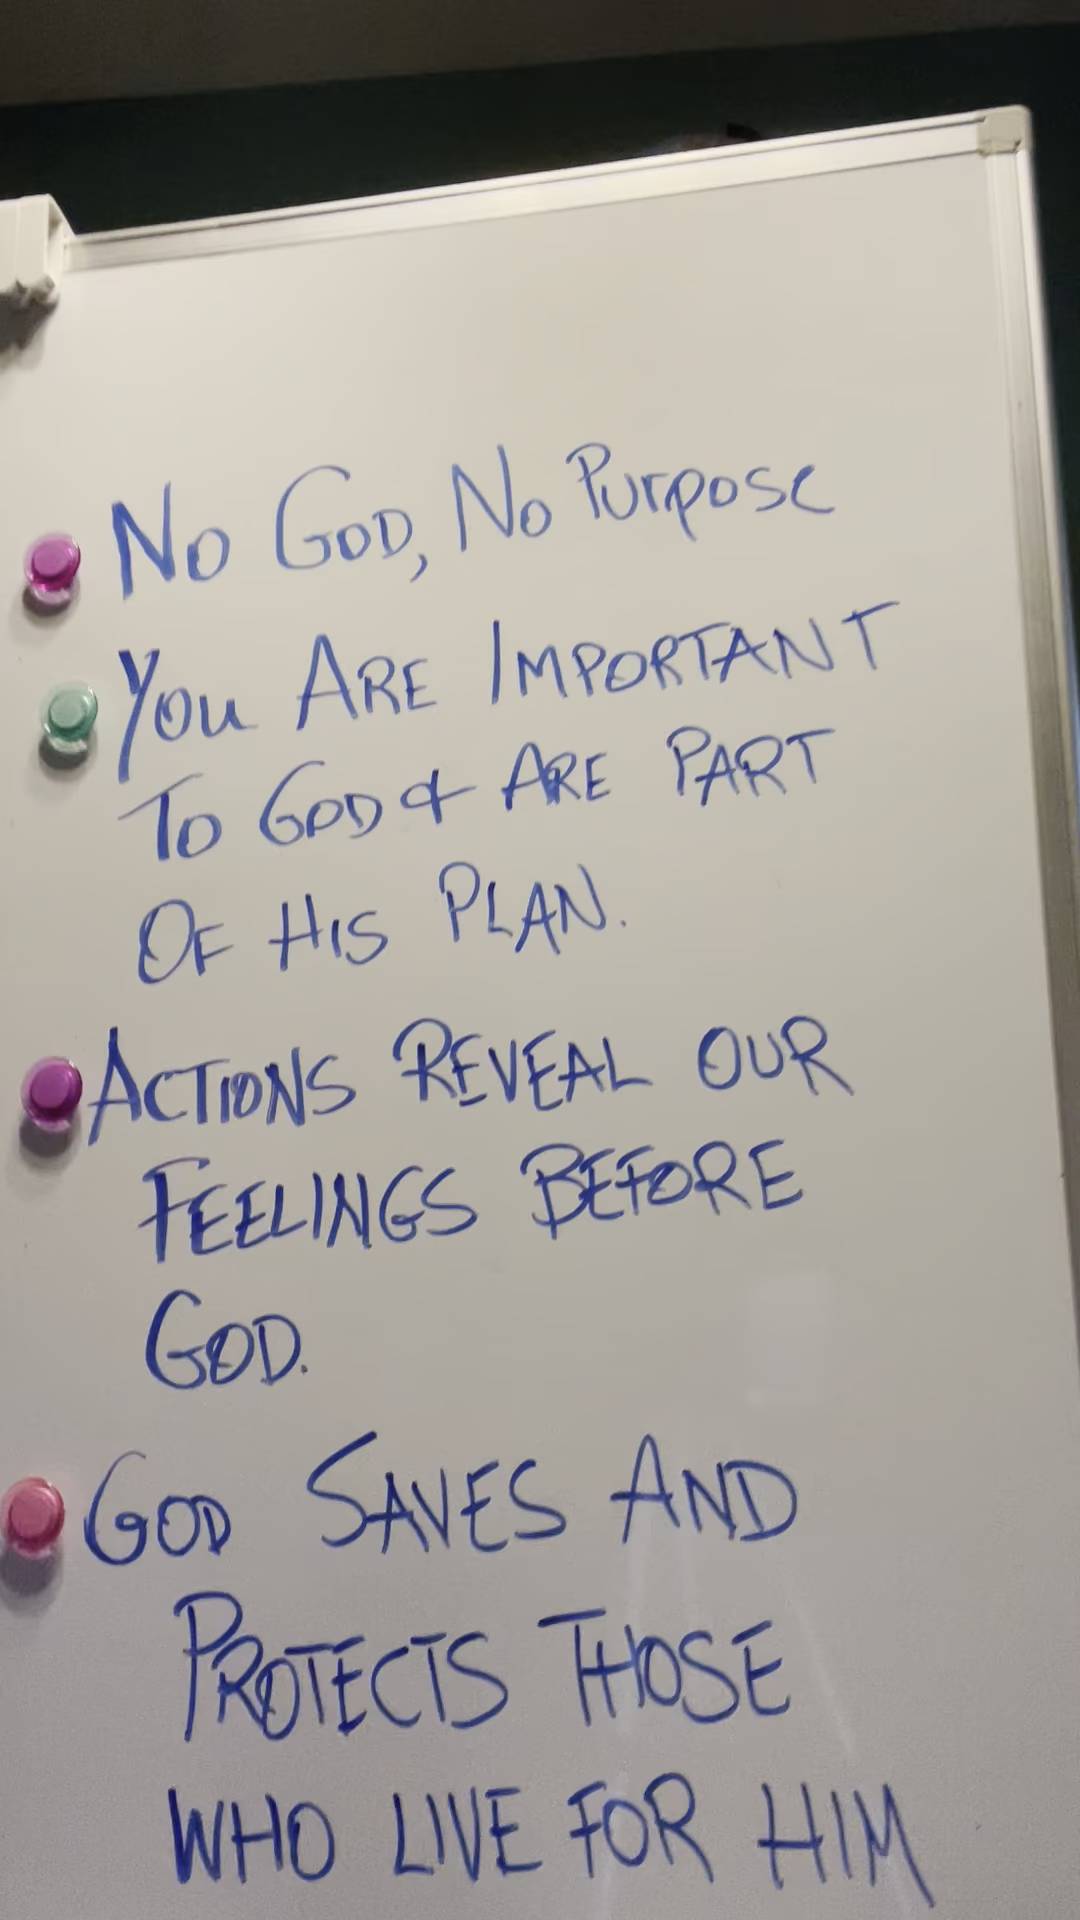 No God, No Purpose
You Are Important
To God & Are Part
Of His Plan.
Actions Reveal Our
Feelings Before
God.
God Saves And
Protects Those
Who Live For Him